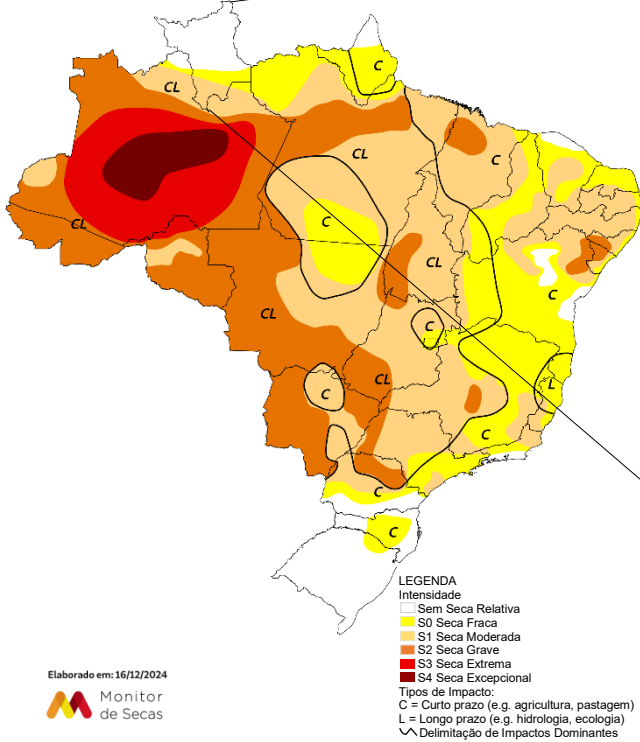 C
CL
C
CL
C
CL
CL
C
C
CL
CL
C
L
C
C
C
C
LEGENDA
Intensidade
Sem Seca Relativa
S0 Seca Fraca
S1 Seca Moderada
S2 Seca Grave
S3 Seca Extrema
S4 Seca Excepcional
Tipos de Impacto:
C = Curto prazo (e.g. agricultura, pastagem)
L = Longo prazo (e.g. hidrologia, ecologia)
Delimitação de Impactos Dominantes
Elaborado em: 16/12/2024
Monitor
de Secas